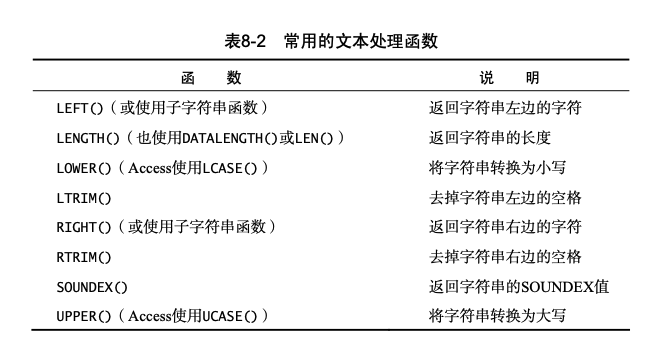 表8-2 常用的文本处理函数
函 数 说 明
LEFT()（或使用子字符串函数） 返回字符串左边的字符
LENGTH()（也使用DATALENGTH()或LEN()） 返回字符串的长度
LOWER()（Access使用LCASE()） 将字符串转换为小写
LTRIM() 去掉字符串左边的空格
RIGHT()（或使用子字符串函数） 返回字符串右边的字符
RTRIM() 去掉字符串右边的空格
SOUNDEX() 返回字符串的SOUNDEX值
UPPER()（Access使用UCASE()） 将字符串转换为大写